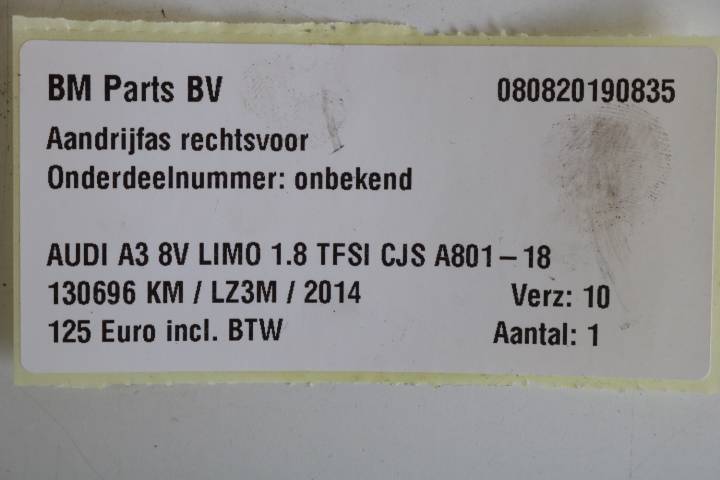 BM Parts BV 080820190835
Aandrijfas rechtsvoor
Onderdeelnummer: onbekend
AUDI A3 8V LIMO 1.8 TFSI CJS A801-18
130696 KM / LZ3M / 2014 Verz: 10
125 Euro incl. BTW Aantal: 1